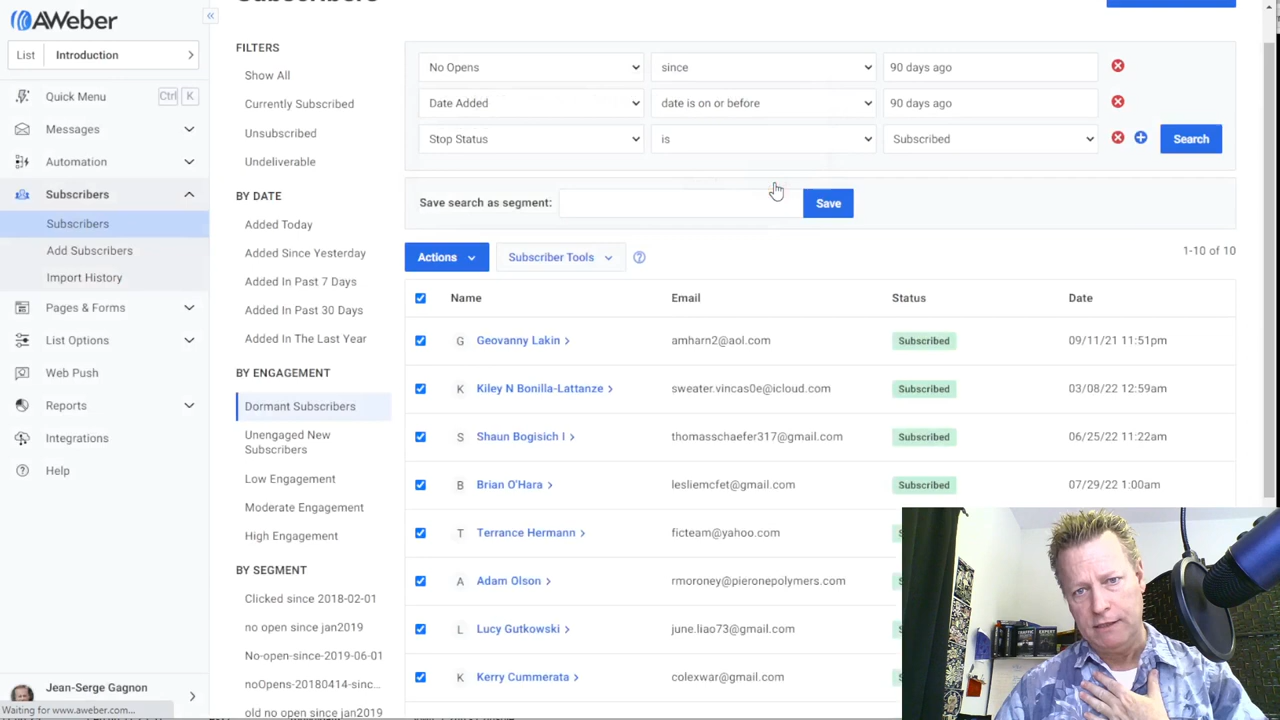 Subscribers
AWeber
List Introduction
Quick Menu Ctrl K
Messages
Automation
Subscribers
Subscribers
Add Subscribers
Import History
Pages & Forms
List Options
Web Push
Reports
Integrations
Help
Jean-Serge Gagnon
Waiting for www.aweber.com...
FILTERS
Show All
Currently Subscribed
Unsubscribed
Undeliverable
BY DATE
Added Today
Added Since Yesterday
Added In Past 7 Days
Added In Past 30 Days
Added In The Last Year
BY ENGAGEMENT
Dormant Subscribers
Unengaged New
Subscribers
Low Engagement
Moderate Engagement
High Engagement
BY SEGMENT
Clicked since 2018-02-01
no open since jan2019
No-open-since-2019-06-01
noOpens-20180414-sinc...
old no open since jan2019
No Opens since 90 days ago
Date Added date is on or before 90 days ago
Stop Status is Subscribed Search
Save search as segment: Save
Actions Subscriber Tools 1-10 of 10
Name Email Status Date
G Geovanny Lakin amharn2@aol.com Subscribed 09/11/21 11:51pm
K Kiley N Bonilla-Lattanze sweater.vincas0e@icloud.com Subscribed 03/08/22 12:59am
S Shaun Bogisich I thomasschaefer317@gmail.com Subscribed 06/25/22 11:22am
B Brian O'Hara lesliemcfet@gmail.com Subscribed 07/29/22 1:00am
T Terrance Hermann ficteam@yahoo.com
A Adam Olson rmoroney@pieronepolymers.com
L Lucy Gutkowski june.liao73@gmail.com
K Kerry Cummerata colexwar@gmail.com
TRAFFIC EXPERT